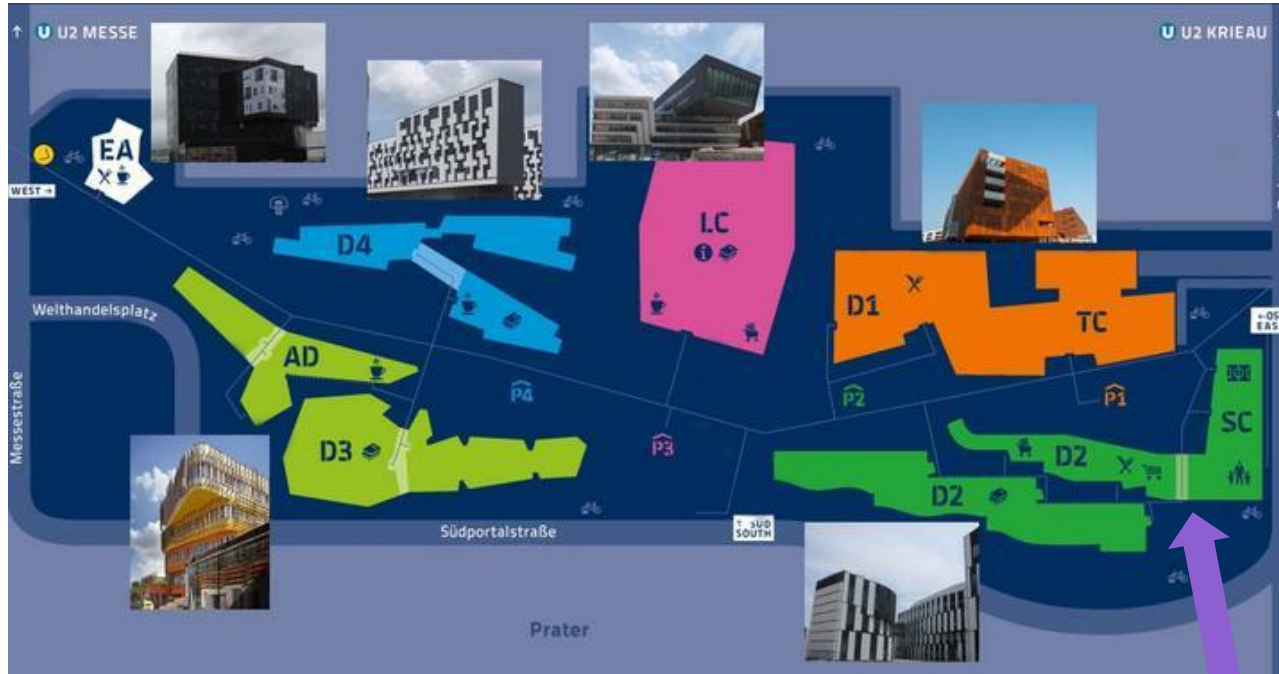 ↑ U U2 MESSE
U U2 KRIEAU
EA
WEST →
D4
LC
i
D1
TC
EAST
Welthandelsplatz
AD
P4
P2
P1
P3
SC
D3
D2
D2
Messestraße
Südportalstraße
↑ SÜD
SOUTH
Prater